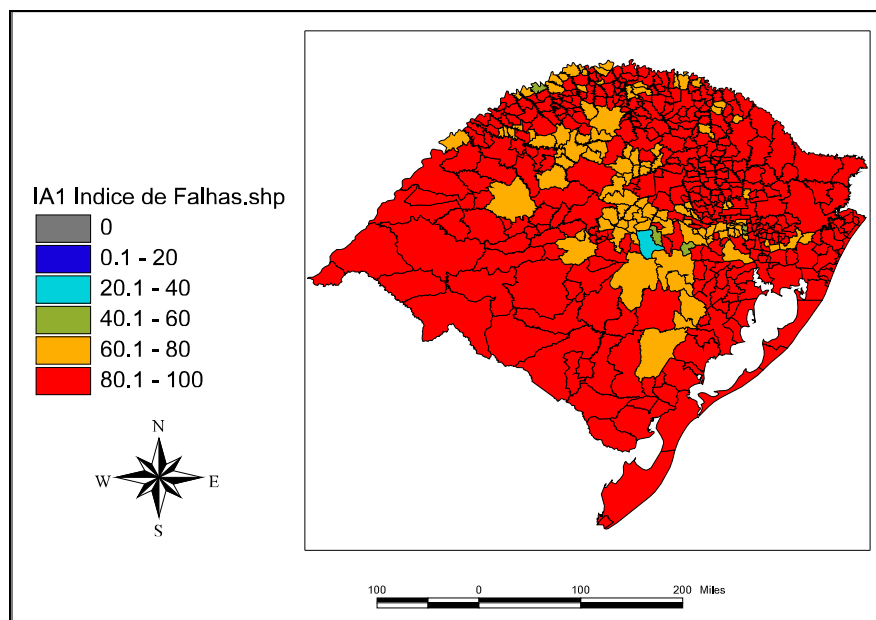 IA1 Indice de Falhas.shp
0
0.1 - 20
20.1 - 40
40.1 - 60
60.1 - 80
80.1 - 100
N
W E
S
100 0 100 200 Miles